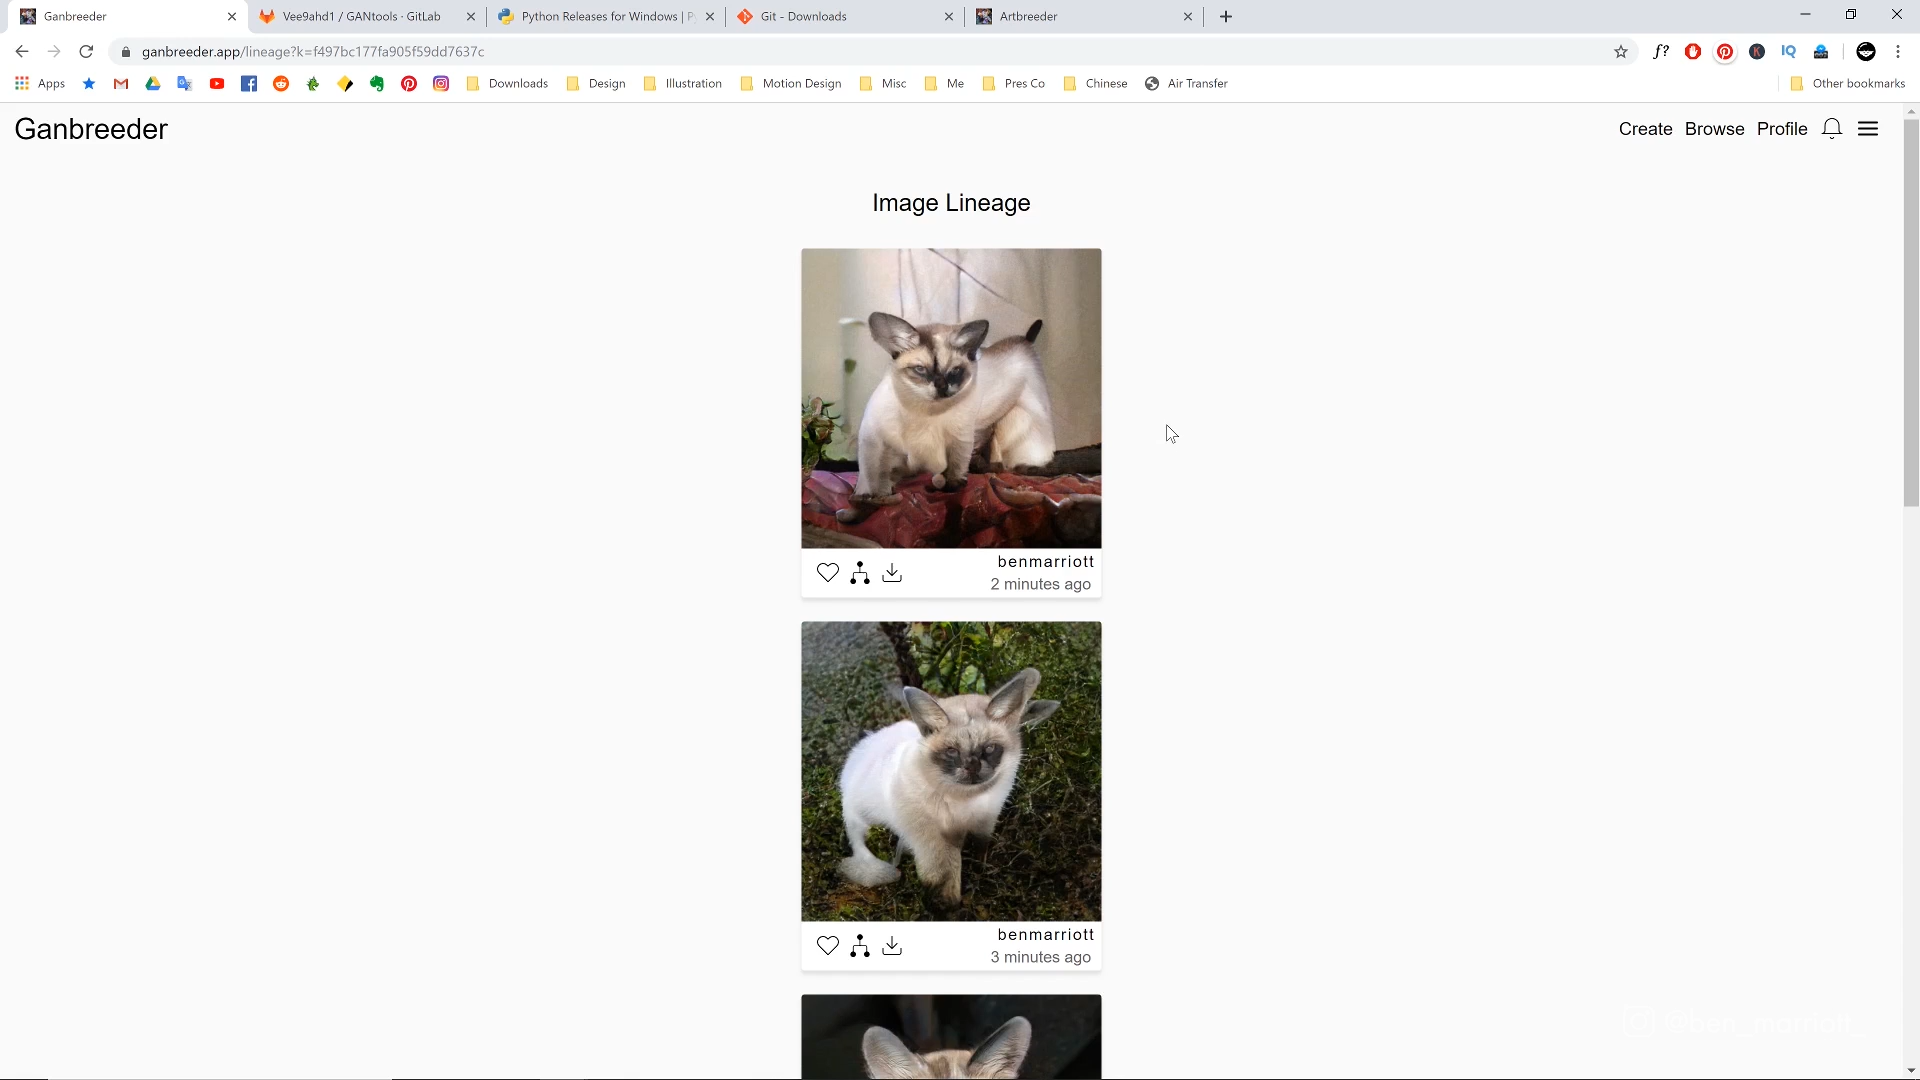 Ganbreeder
Vee9ahd1 / GANtools · GitLab
Python Releases for Windows |
Git - Downloads
Artbreeder
ganbreeder.app/lineage?k=f497bc177fa905f59dd7637c
f?
K
IQ
Apps
Downloads
Design
Illustration
Motion Design
Misc
Me
Pres Co
Chinese
Air Transfer
Other bookmarks
Ganbreeder
Create
Browse
Profile
Image Lineage
benmarriott
2 minutes ago
benmarriott
3 minutes ago
@ben_marriott_